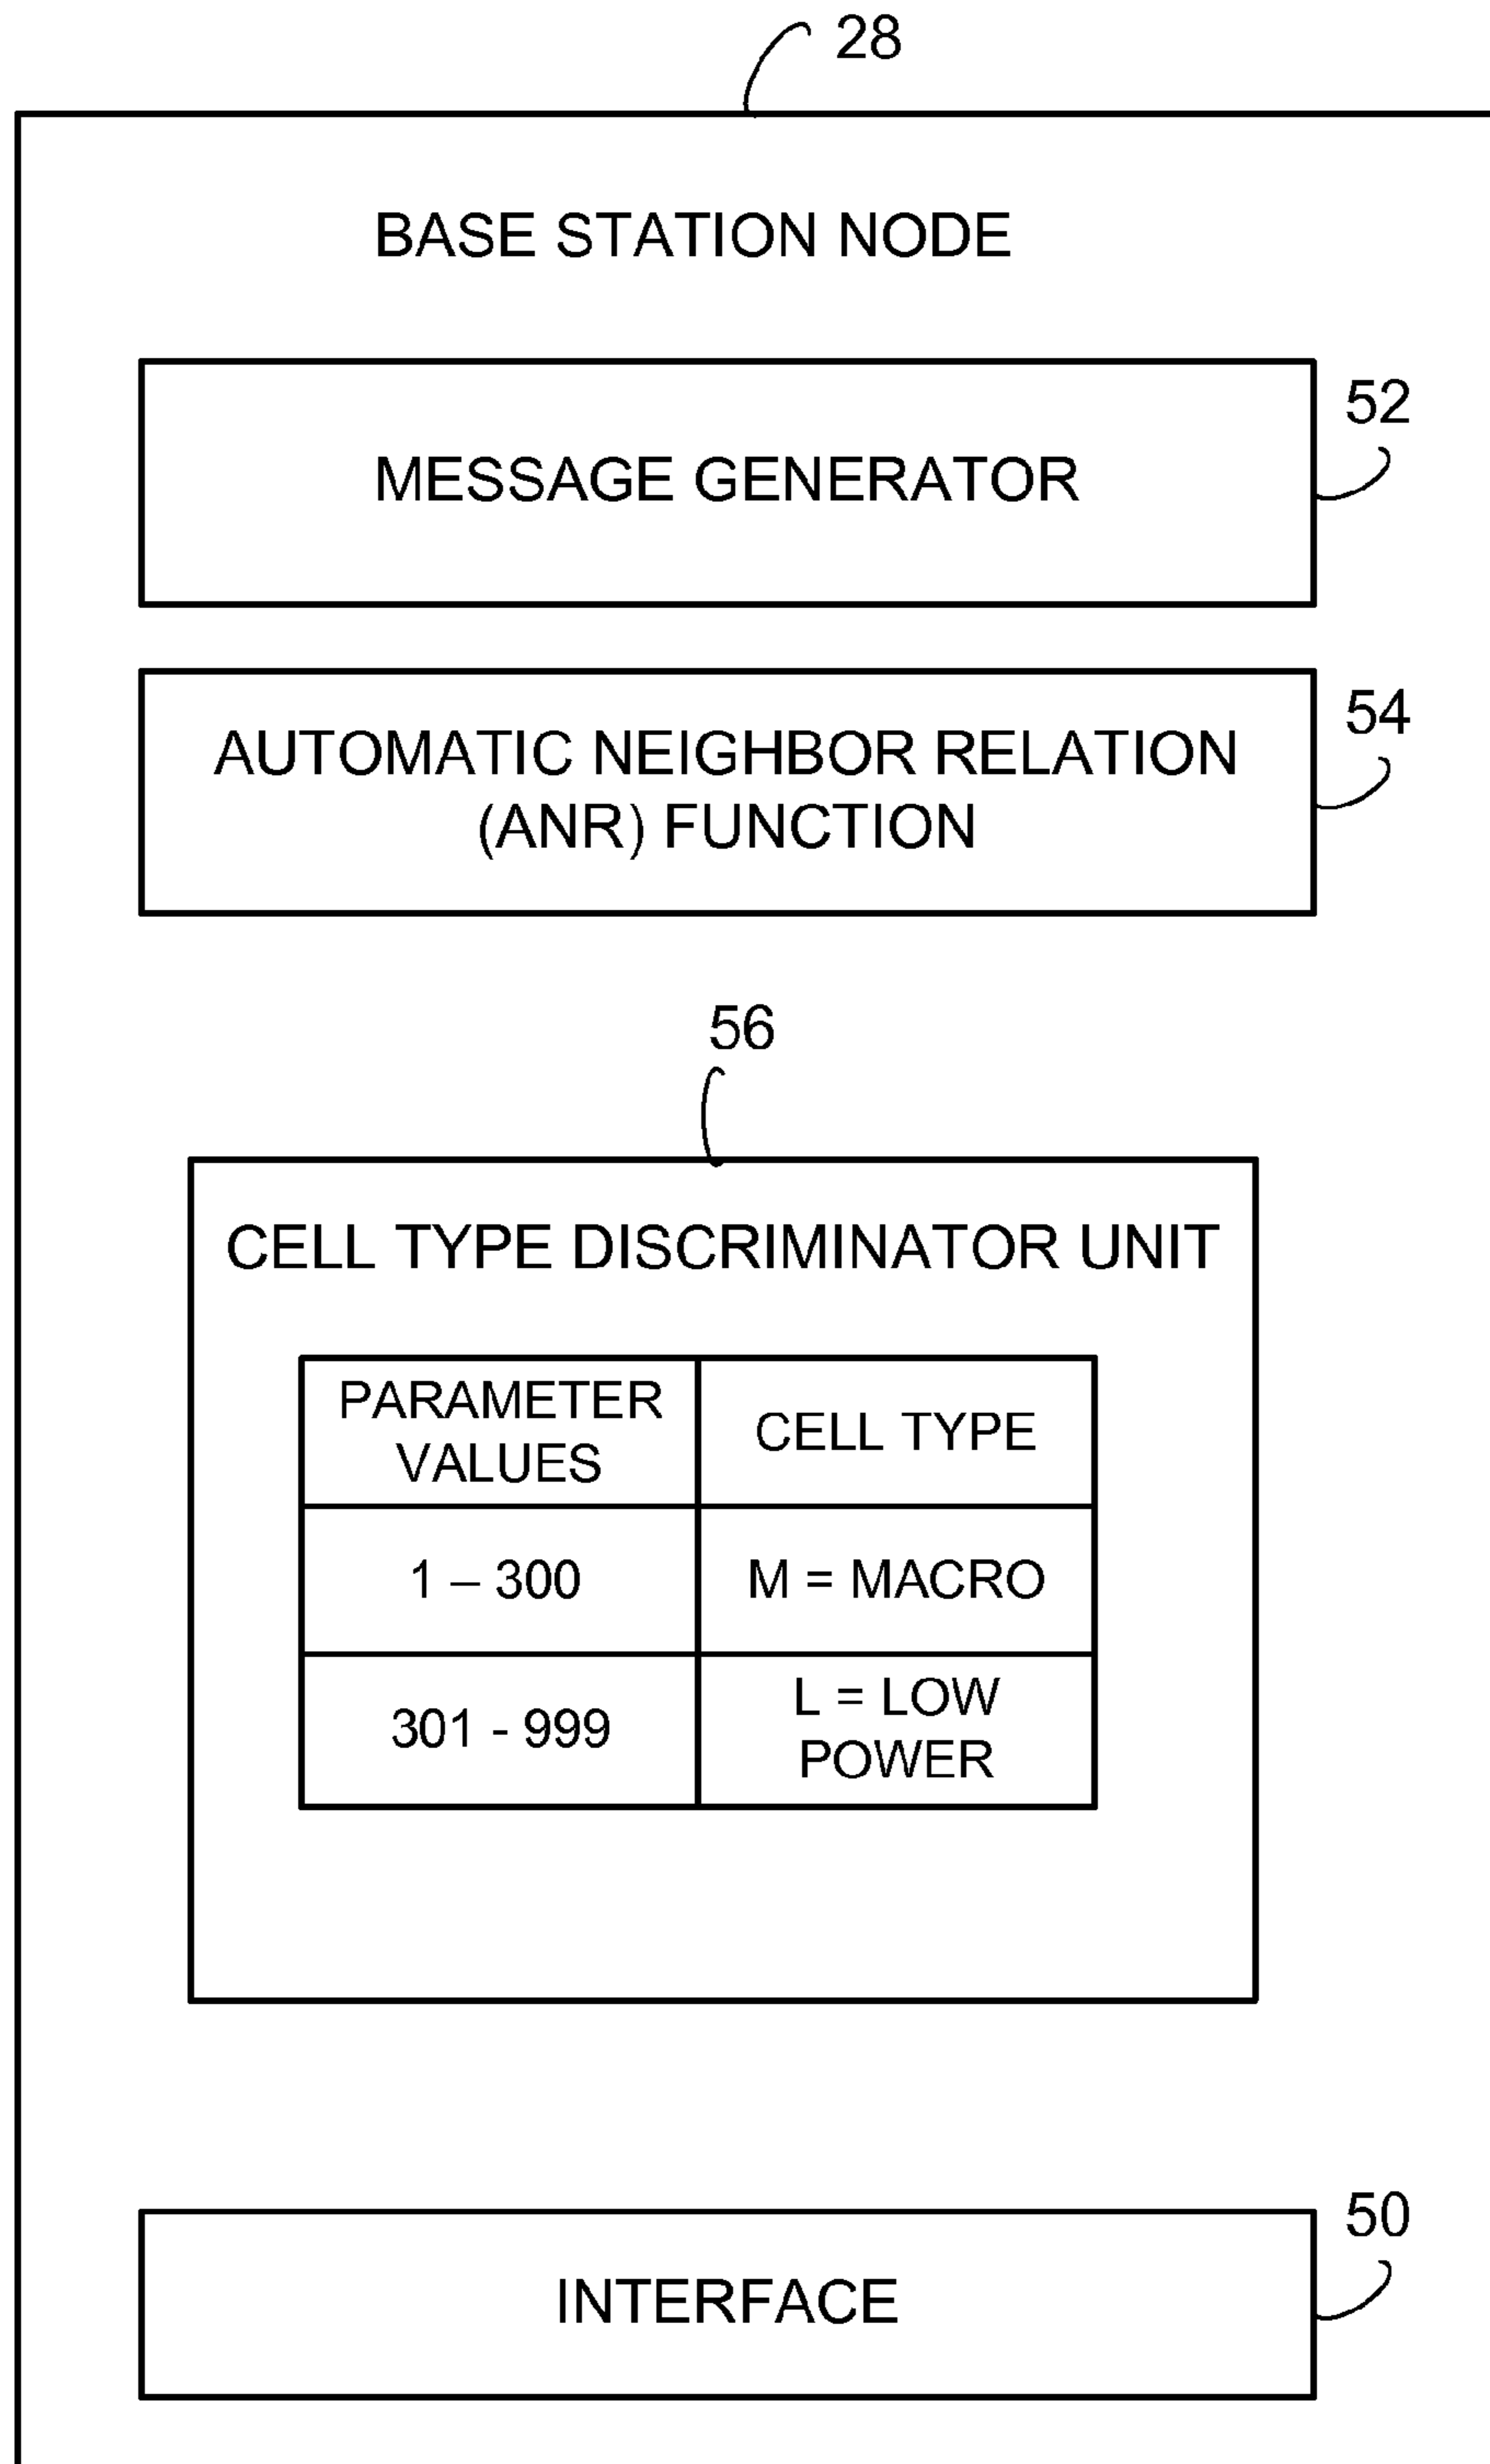 28
BASE STATION NODE
52
MESSAGE GENERATOR
54
AUTOMATIC NEIGHBOR RELATION
(ANR) FUNCTION
56
CELL TYPE DISCRIMINATOR UNIT
PARAMETER
VALUES
CELL TYPE
1 – 300
M = MACRO
301 - 999
L = LOW
POWER
50
INTERFACE